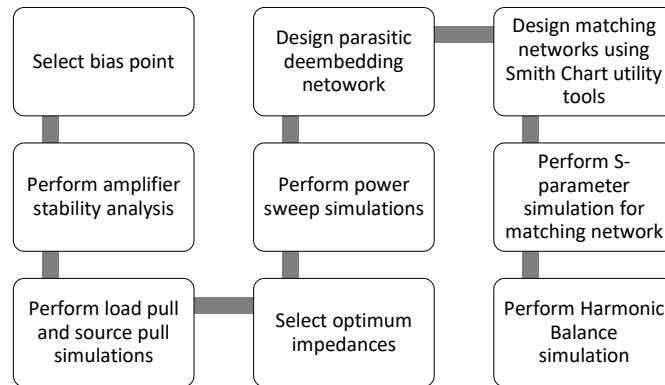 Select bias point
Perform amplifier
stability analysis
Perform load pull
and source pull
simulations
Select optimum
impedances
Perform power
sweep simulations
Design parasitic
deembedding
netowork
Design matching
networks using
Smith Chart utility
tools
Perform S-
parameter
simulation for
matching network
Perform Harmonic
Balance
simulation